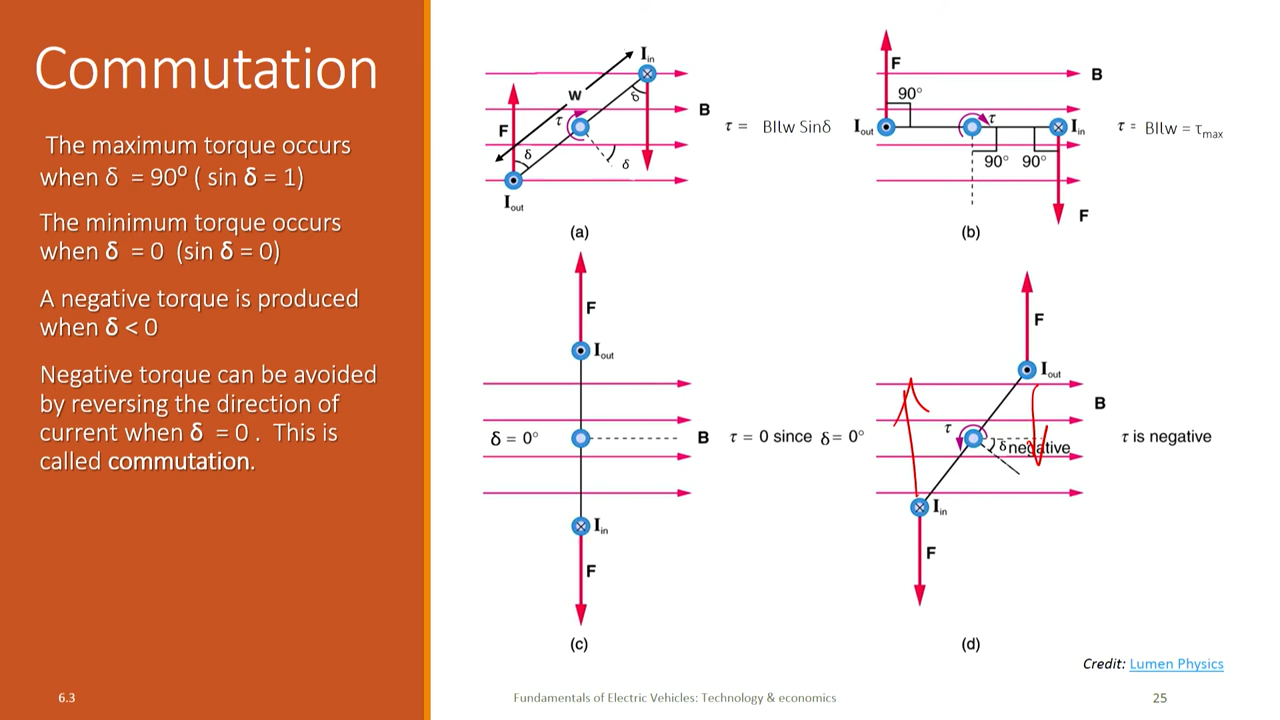 Commutation
The maximum torque occurs
when δ = 90⁰ ( sin δ = 1)
The minimum torque occurs
when δ = 0 (sin δ = 0)
A negative torque is produced
when δ < 0
Negative torque can be avoided
by reversing the direction of
current when δ = 0 . This is
called commutation.
I_in
W
δ
B
τ
F
δ
δ
I_out
τ = BIlw Sinδ
(a)
F
B
90°
I_out
τ
I_in
τ = BIlw = τ_max
90° 90°
F
(b)
F
I_out
δ = 0°
B
τ = 0 since δ= 0°
I_in
F
(c)
F
I_out
B
τ
δ negative
τ is negative
I_in
F
(d)
Credit: Lumen Physics
6.3
Fundamentals of Electric Vehicles: Technology & economics
25